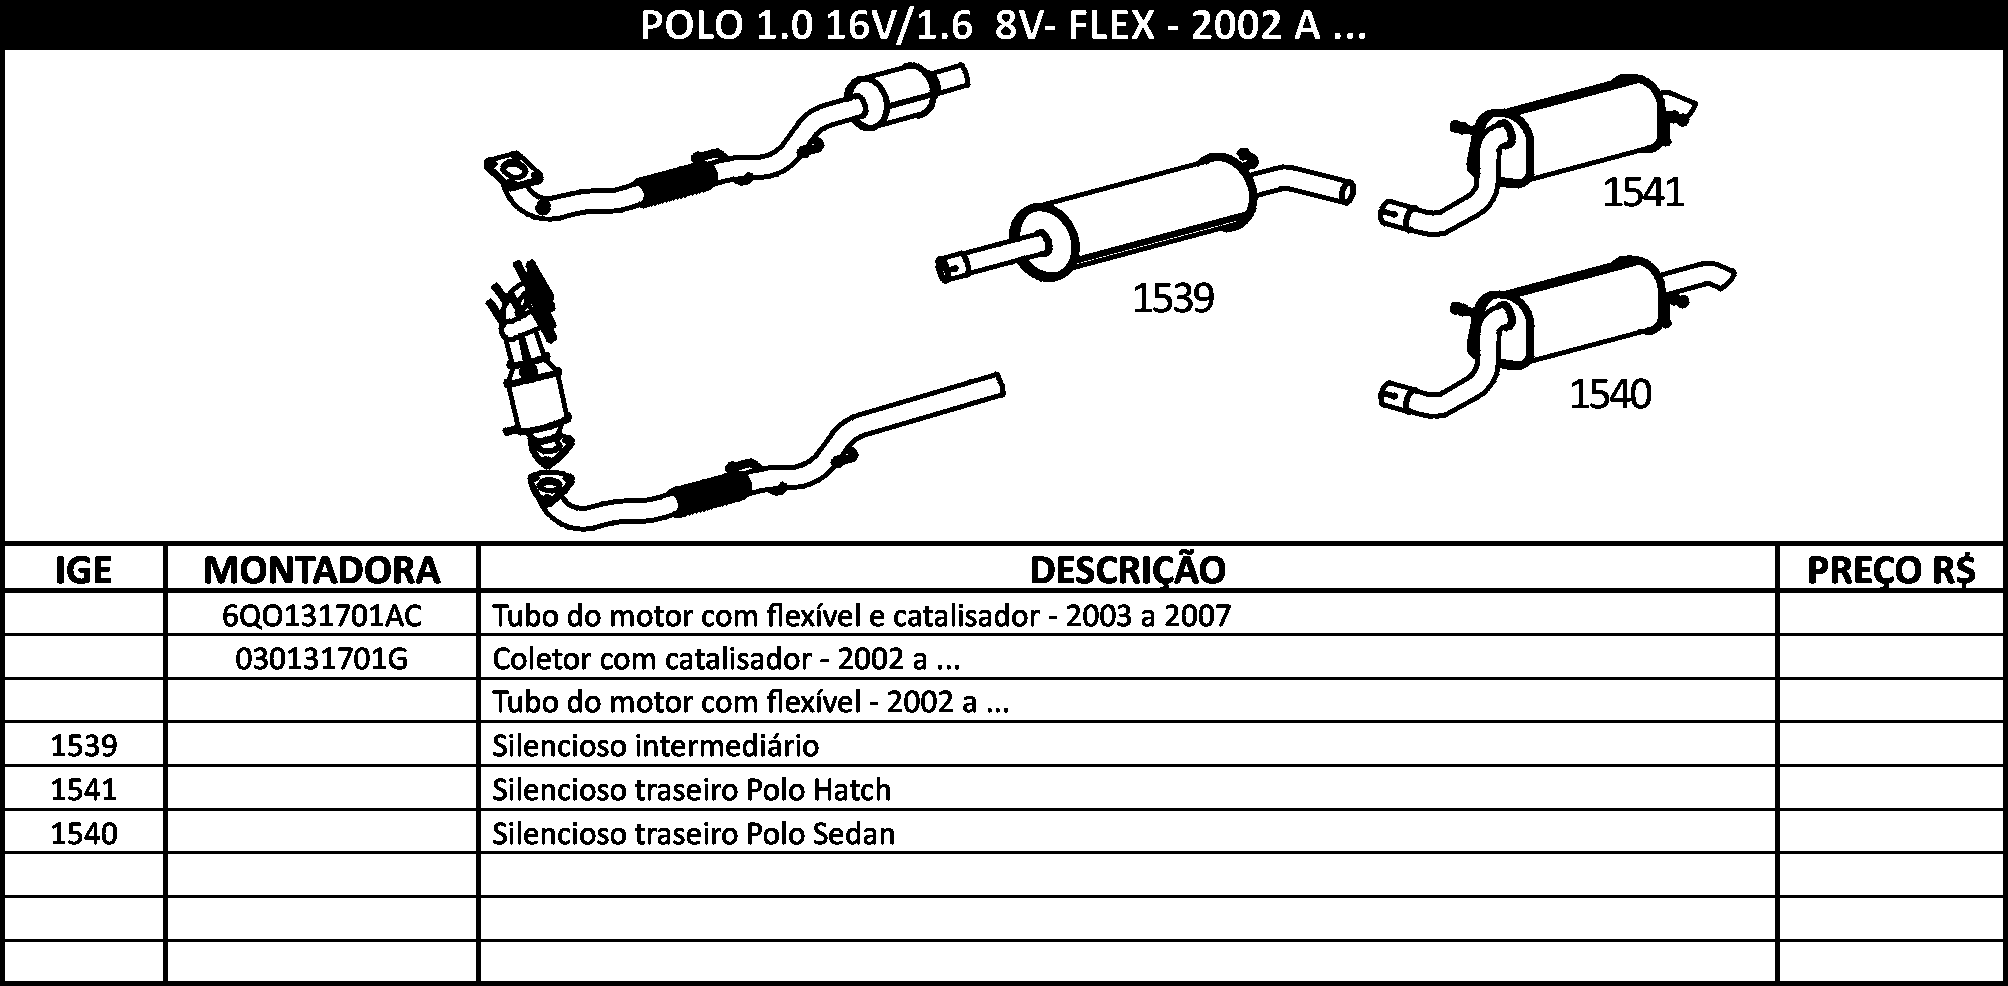 POLO 1.0 16V/1.6  8V- FLEX - 2002 A ...
1541
1539
1540
IGE MONTADORA DESCRIÇÃO PREÇO R$
6QO131701AC Tubo do motor com flexível e catalisador - 2003 a 2007
030131701G Coletor com catalisador - 2002 a ...
Tubo do motor com flexível - 2002 a ...
1539 Silencioso intermediário
1541 Silencioso traseiro Polo Hatch
1540 Silencioso traseiro Polo Sedan